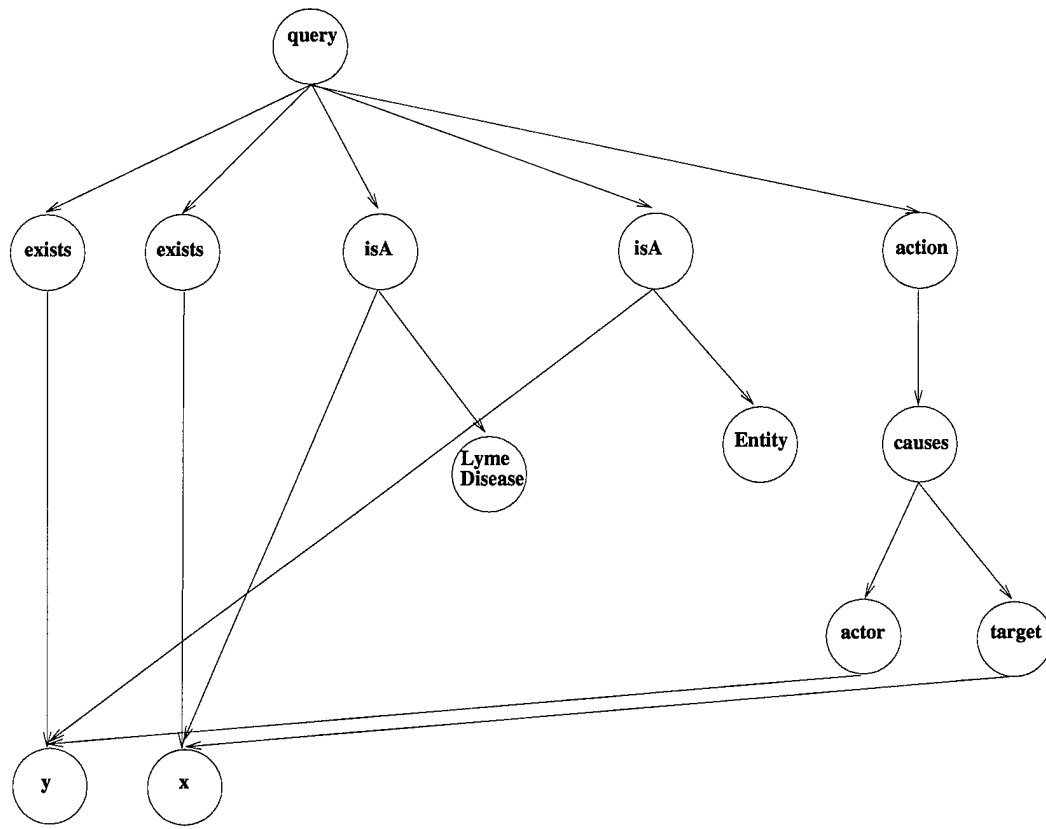 query
exists
exists
isA
isA
action
Lyme
Disease
Entity
causes
actor
target
y
x